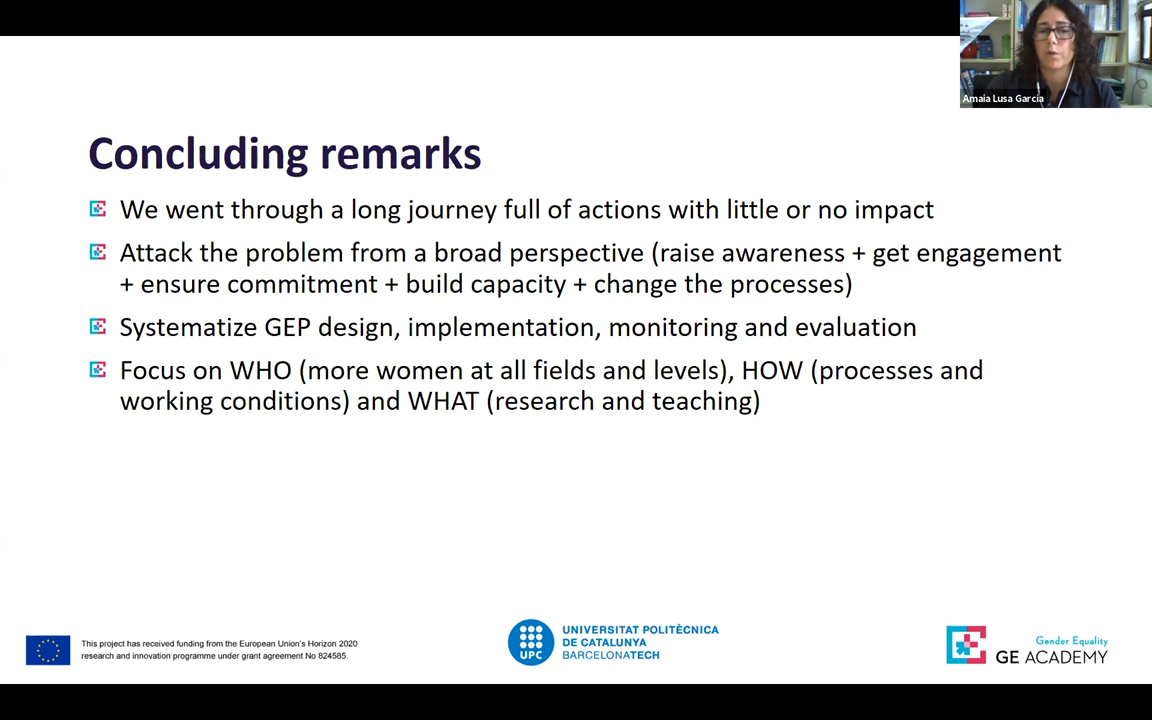 Amaia Lusa Garcia
Concluding remarks
We went through a long journey full of actions with little or no impact
Attack the problem from a broad perspective (raise awareness + get engagement
+ ensure commitment + build capacity + change the processes)
Systematize GEP design, implementation, monitoring and evaluation
Focus on WHO (more women at all fields and levels), HOW (processes and
working conditions) and WHAT (research and teaching)
This project has received funding from the European Union's Horizon 2020
research and innovation programme under grant agreement No 824585.
UPC
UNIVERSITAT POLITÈCNICA
DE CATALUNYA
BARCELONATECH
Gender Equality
GE ACADEMY